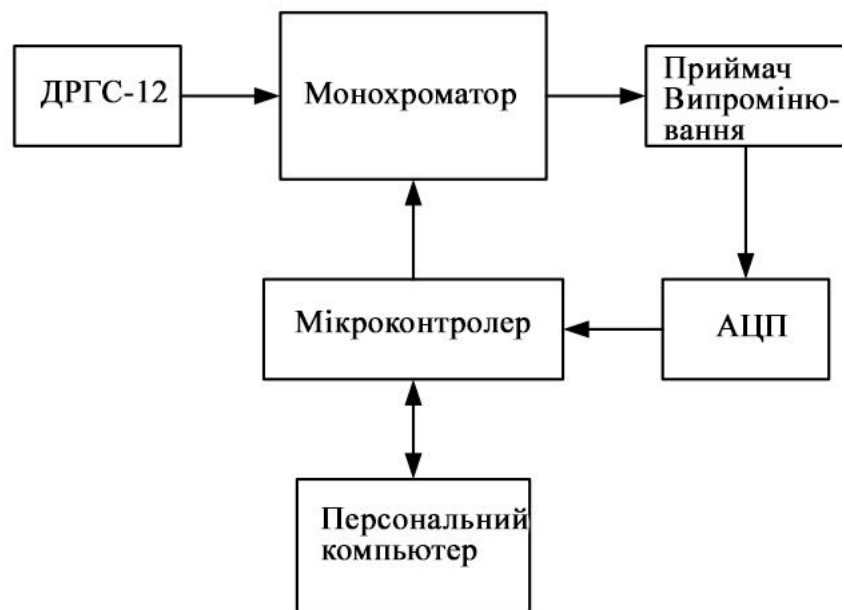 ДРГС-12
Монохроматор
Приймач
Випроміню-
вання
Мікроконтролер
АЦП
Персональний
компьютер